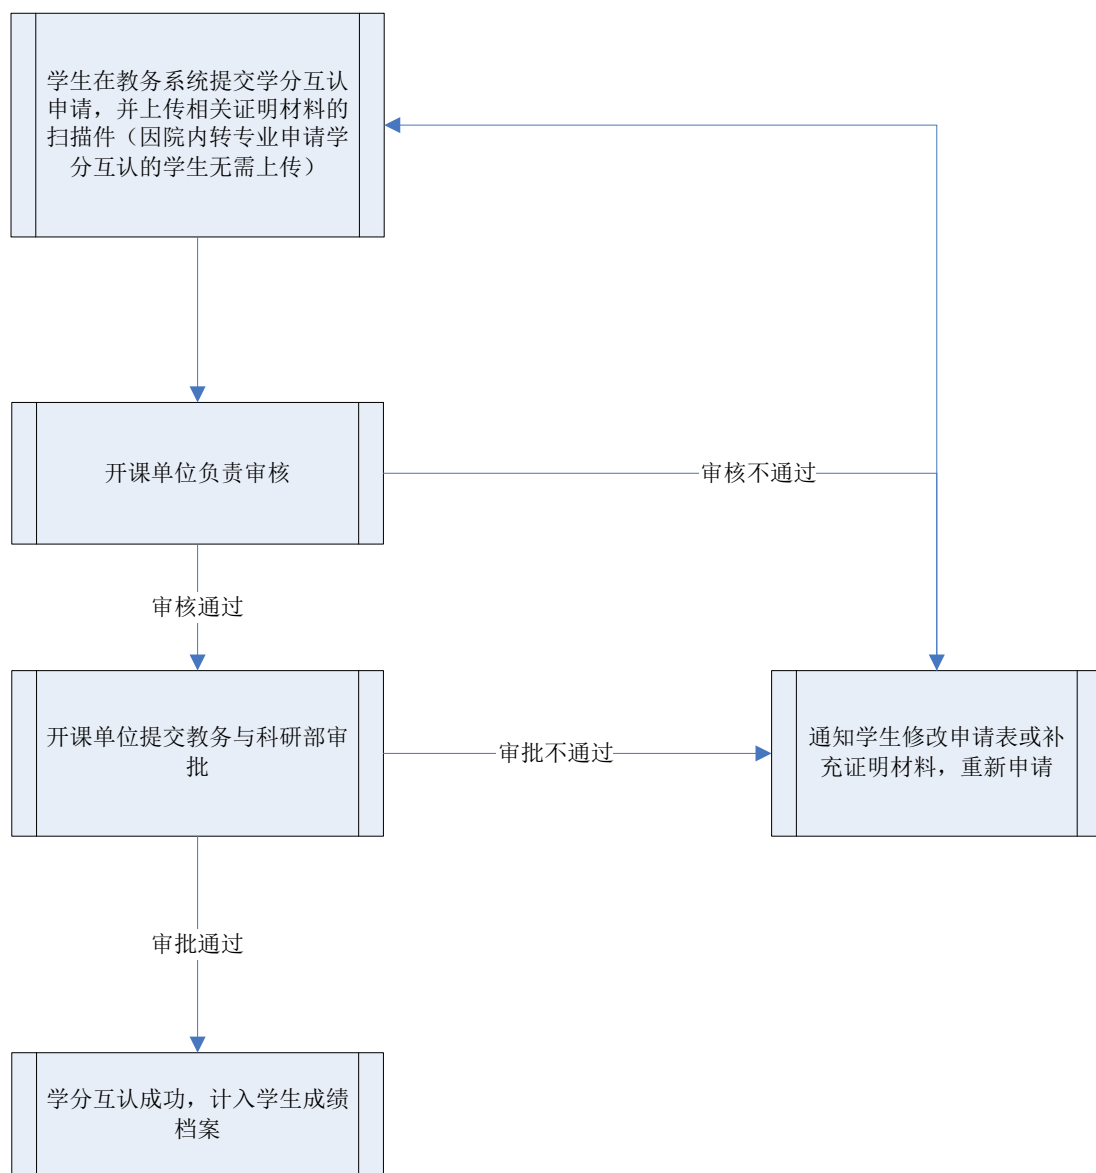 学生在教务系统提交学分互认
申请，并上传相关证明材料的
扫描件（因院内转专业申请学
分互认的学生无需上传）
开课单位负责审核
审核不通过
审核通过
开课单位提交教务与科研部审
批
审批不通过
通知学生修改申请表或补
充证明材料，重新申请
审批通过
学分互认成功，计入学生成绩
档案